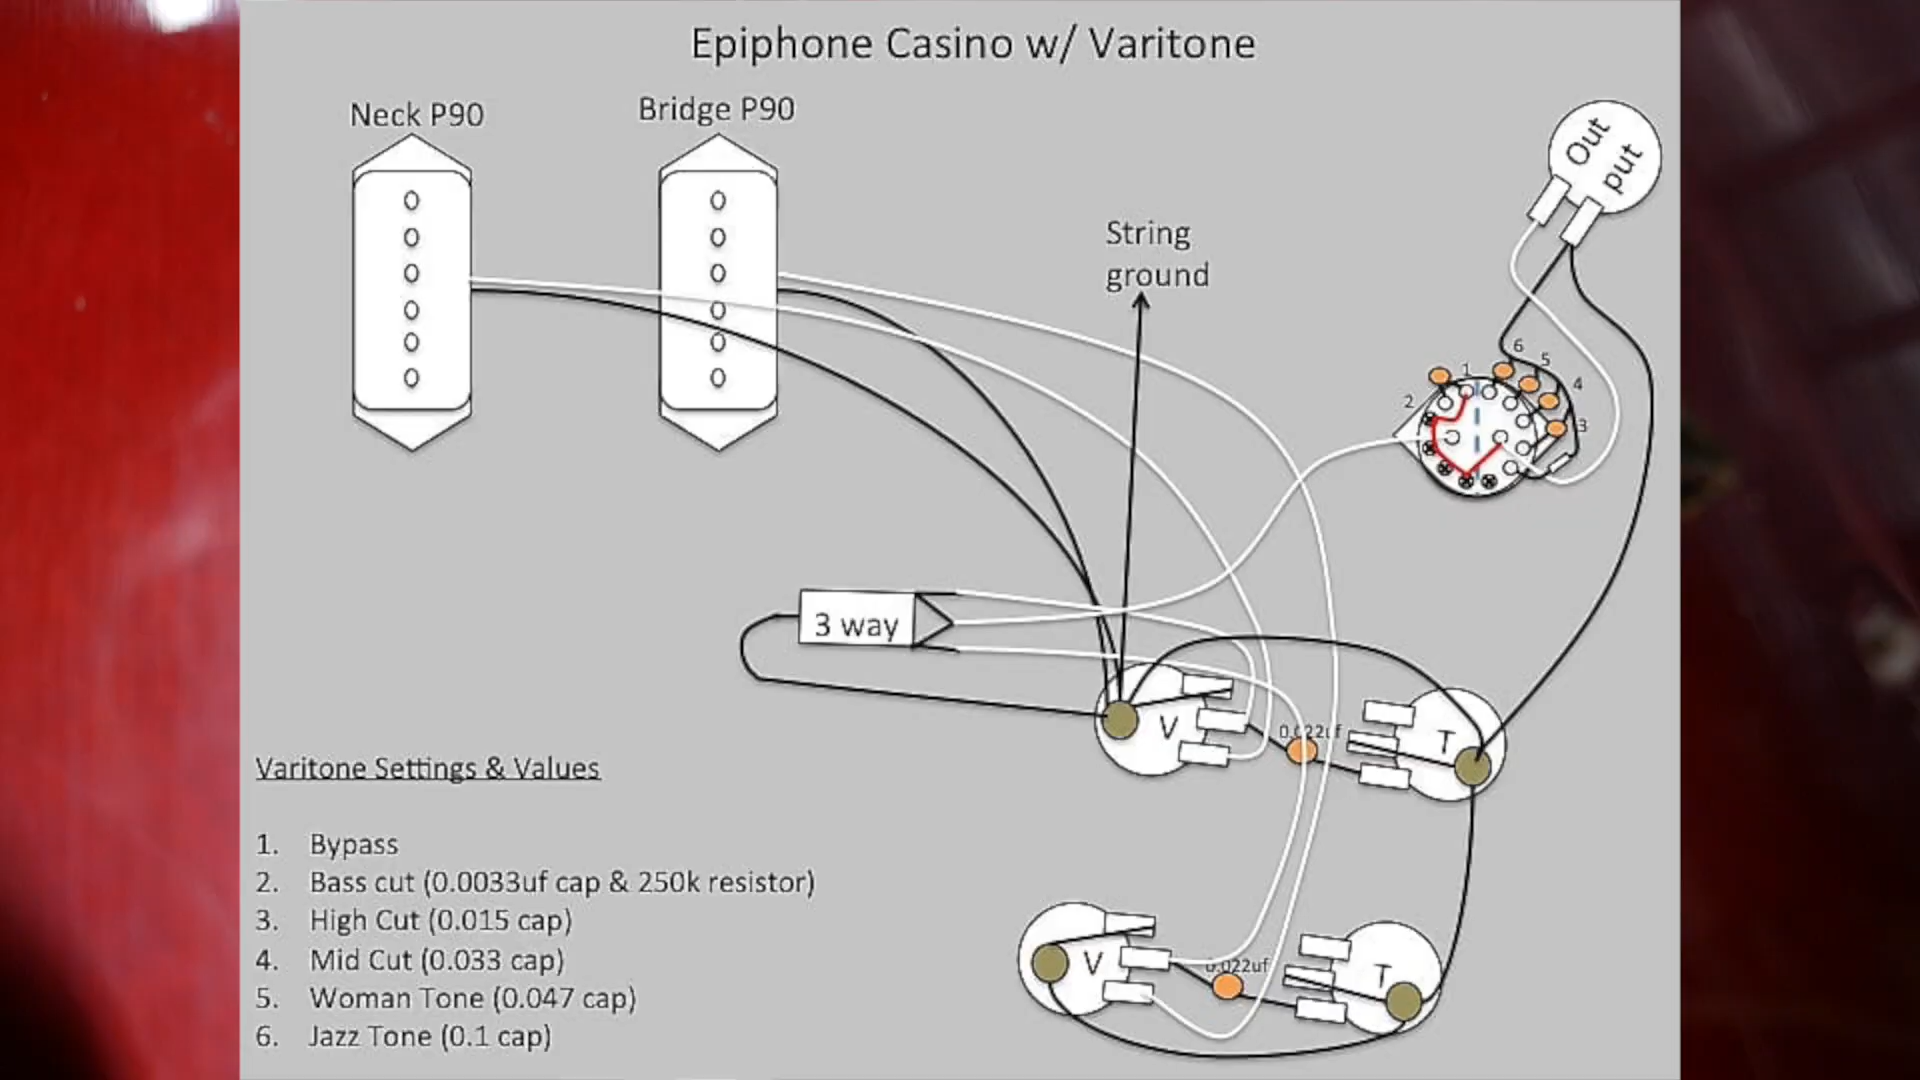 Epiphone Casino w/ Varitone
Neck P90
Bridge P90
Out
put
String
ground
6
5
1
4
2
3
3 way
V
0.022uf
T
Varitone Settings & Values
1. Bypass
2. Bass cut (0.0033uf cap & 250k resistor)
3. High Cut (0.015 cap)
4. Mid Cut (0.033 cap)
5. Woman Tone (0.047 cap)
6. Jazz Tone (0.1 cap)
V
0.022uf
T